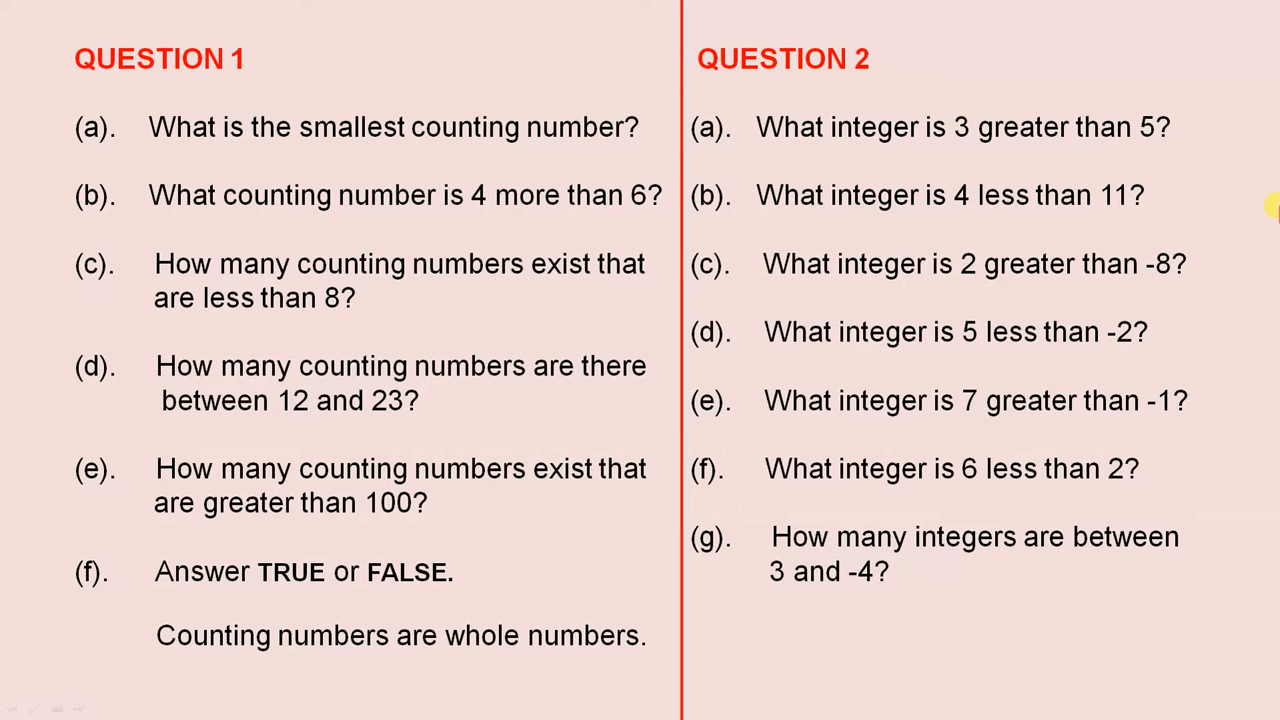 QUESTION 1
(a). What is the smallest counting number?
(b). What counting number is 4 more than 6?
(c). How many counting numbers exist that
are less than 8?
(d). How many counting numbers are there
between 12 and 23?
(e). How many counting numbers exist that
are greater than 100?
(f). Answer TRUE or FALSE.
Counting numbers are whole numbers.
QUESTION 2
(a). What integer is 3 greater than 5?
(b). What integer is 4 less than 11?
(c). What integer is 2 greater than -8?
(d). What integer is 5 less than -2?
(e). What integer is 7 greater than -1?
(f). What integer is 6 less than 2?
(g). How many integers are between
3 and -4?